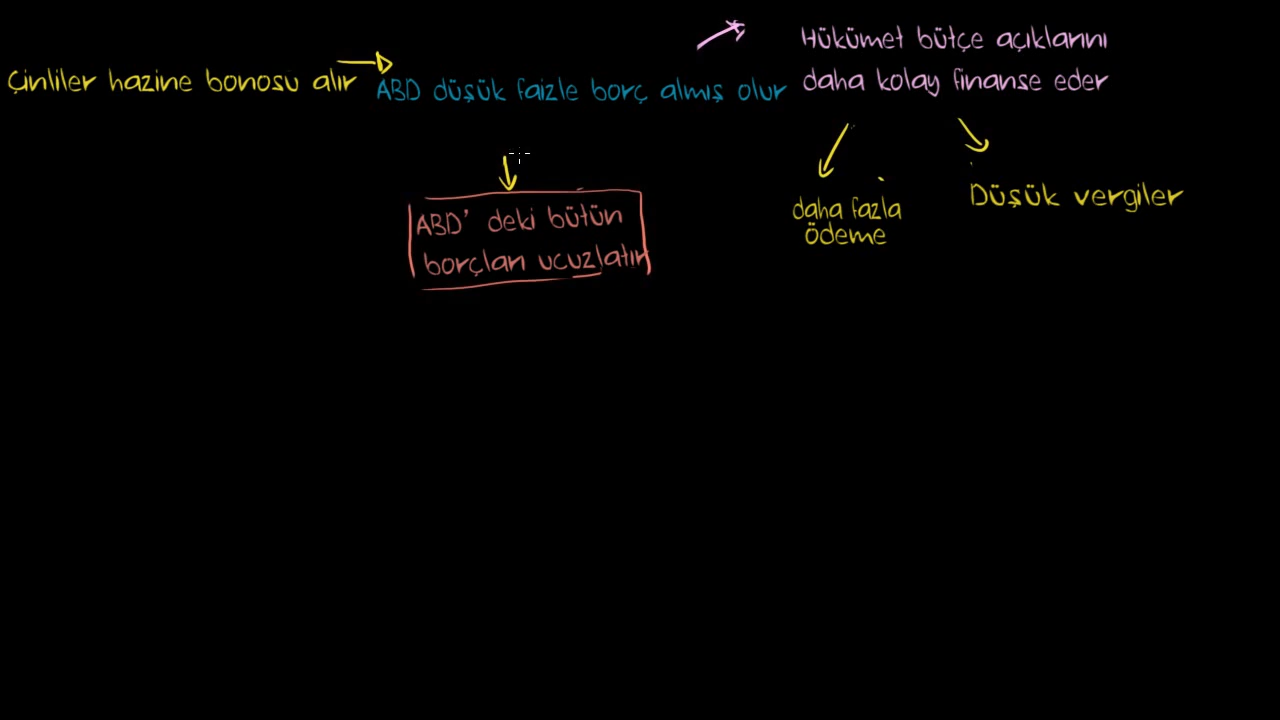 Çinliler hazine bonosu alır
ABD düşük faizle borç almış olur
Hükümet bütçe açıklarını
daha kolay finanse eder
daha fazla
ödeme
Düşük vergiler
ABD' deki bütün
borçları ucuzlatır